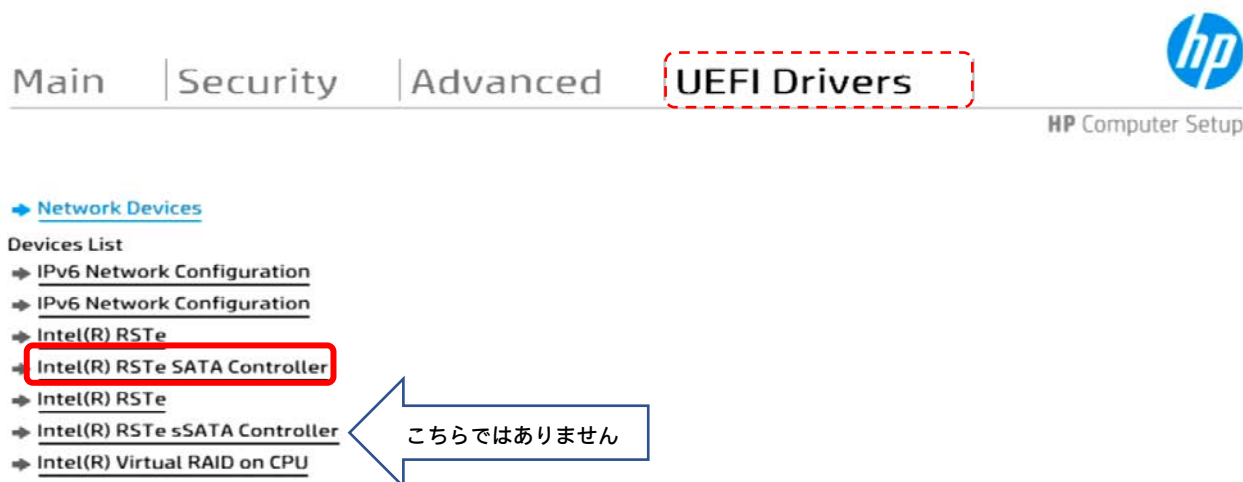 hp
Main
Security
Advanced
UEFI Drivers
HP Computer Setup
Network Devices
Devices List
IPv6 Network Configuration
IPv6 Network Configuration
Intel(R) RSTe
Intel(R) RSTe SATA Controller
Intel(R) RSTe
Intel(R) RSTe sSATA Controller
こちらではありません
Intel(R) Virtual RAID on CPU